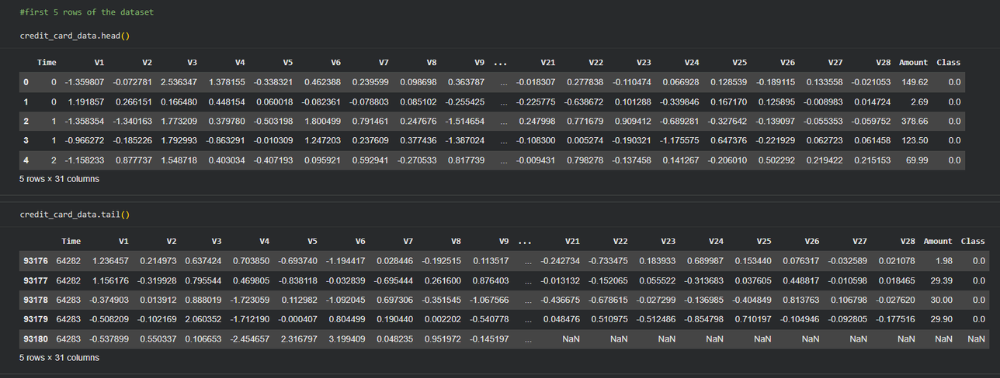 #first 5 rows of the dataset
credit_card_data.head()
Time V1 V2 V3 V4 V5 V6 V7 V8 V9 ... V21 V22 V23 V24 V25 V26 V27 V28 Amount Class
0 0 -1.359807 -0.072781 2.536347 1.378155 -0.338321 0.462388 0.239599 0.098698 0.363787 ... -0.018307 0.277838 -0.110474 0.066928 0.128539 -0.189115 0.133558 -0.021053 149.62 0.0
1 0 1.191857 0.266151 0.166480 0.448154 0.060018 -0.082361 -0.078803 0.085102 -0.255425 ... -0.225775 -0.638672 0.101288 -0.339846 0.167170 0.125895 -0.008983 0.014724 2.69 0.0
2 1 -1.358354 -1.340163 1.773209 0.379780 -0.503198 1.800499 0.791461 0.247676 -1.514654 ... 0.247998 0.771679 0.909412 -0.689281 -0.327642 -0.139097 -0.055353 -0.059752 378.66 0.0
3 1 -0.966272 -0.185226 1.792993 -0.863291 -0.010309 1.247203 0.237609 0.377436 -1.387024 ... -0.108300 0.005274 -0.190321 -1.175575 0.647376 -0.221929 0.062723 0.061458 123.50 0.0
4 2 -1.158233 0.877737 1.548718 0.403034 -0.407193 0.095921 0.592941 -0.270533 0.817739 ... -0.009431 0.798278 -0.137458 0.141267 -0.206010 0.502292 0.219422 0.215153 69.99 0.0
5 rows × 31 columns
credit_card_data.tail()
Time V1 V2 V3 V4 V5 V6 V7 V8 V9 ... V21 V22 V23 V24 V25 V26 V27 V28 Amount Class
93176 64282 1.236457 0.214973 0.637424 0.703850 -0.693740 -1.194417 0.028446 -0.192515 0.113517 ... -0.242734 -0.733475 0.183933 0.689987 0.153440 0.076317 -0.032589 0.021078 1.98 0.0
93177 64282 1.156176 -0.319928 0.795544 0.469805 -0.838118 -0.032839 -0.695444 0.261600 0.876403 ... -0.013132 -0.152065 0.055522 -0.313683 0.037605 0.448817 -0.010598 0.018465 29.39 0.0
93178 64283 -0.374903 0.013912 0.888019 -1.723059 0.112982 -1.092045 0.697306 -0.351545 -1.067566 ... -0.436675 -0.678615 -0.027299 -0.136985 -0.404849 0.813763 0.106798 -0.027620 30.00 0.0
93179 64283 -0.508209 -0.102169 2.060352 -1.712190 -0.000407 0.804499 0.190440 0.002202 -0.540778 ... 0.048476 0.510975 -0.512486 -0.854798 0.710197 -0.104946 -0.092805 -0.177516 29.90 0.0
93180 64283 -0.537899 0.550337 0.106653 -2.454657 2.316797 3.199409 0.048235 0.951972 -0.145197 ... NaN NaN NaN NaN NaN NaN NaN NaN NaN NaN
5 rows × 31 columns